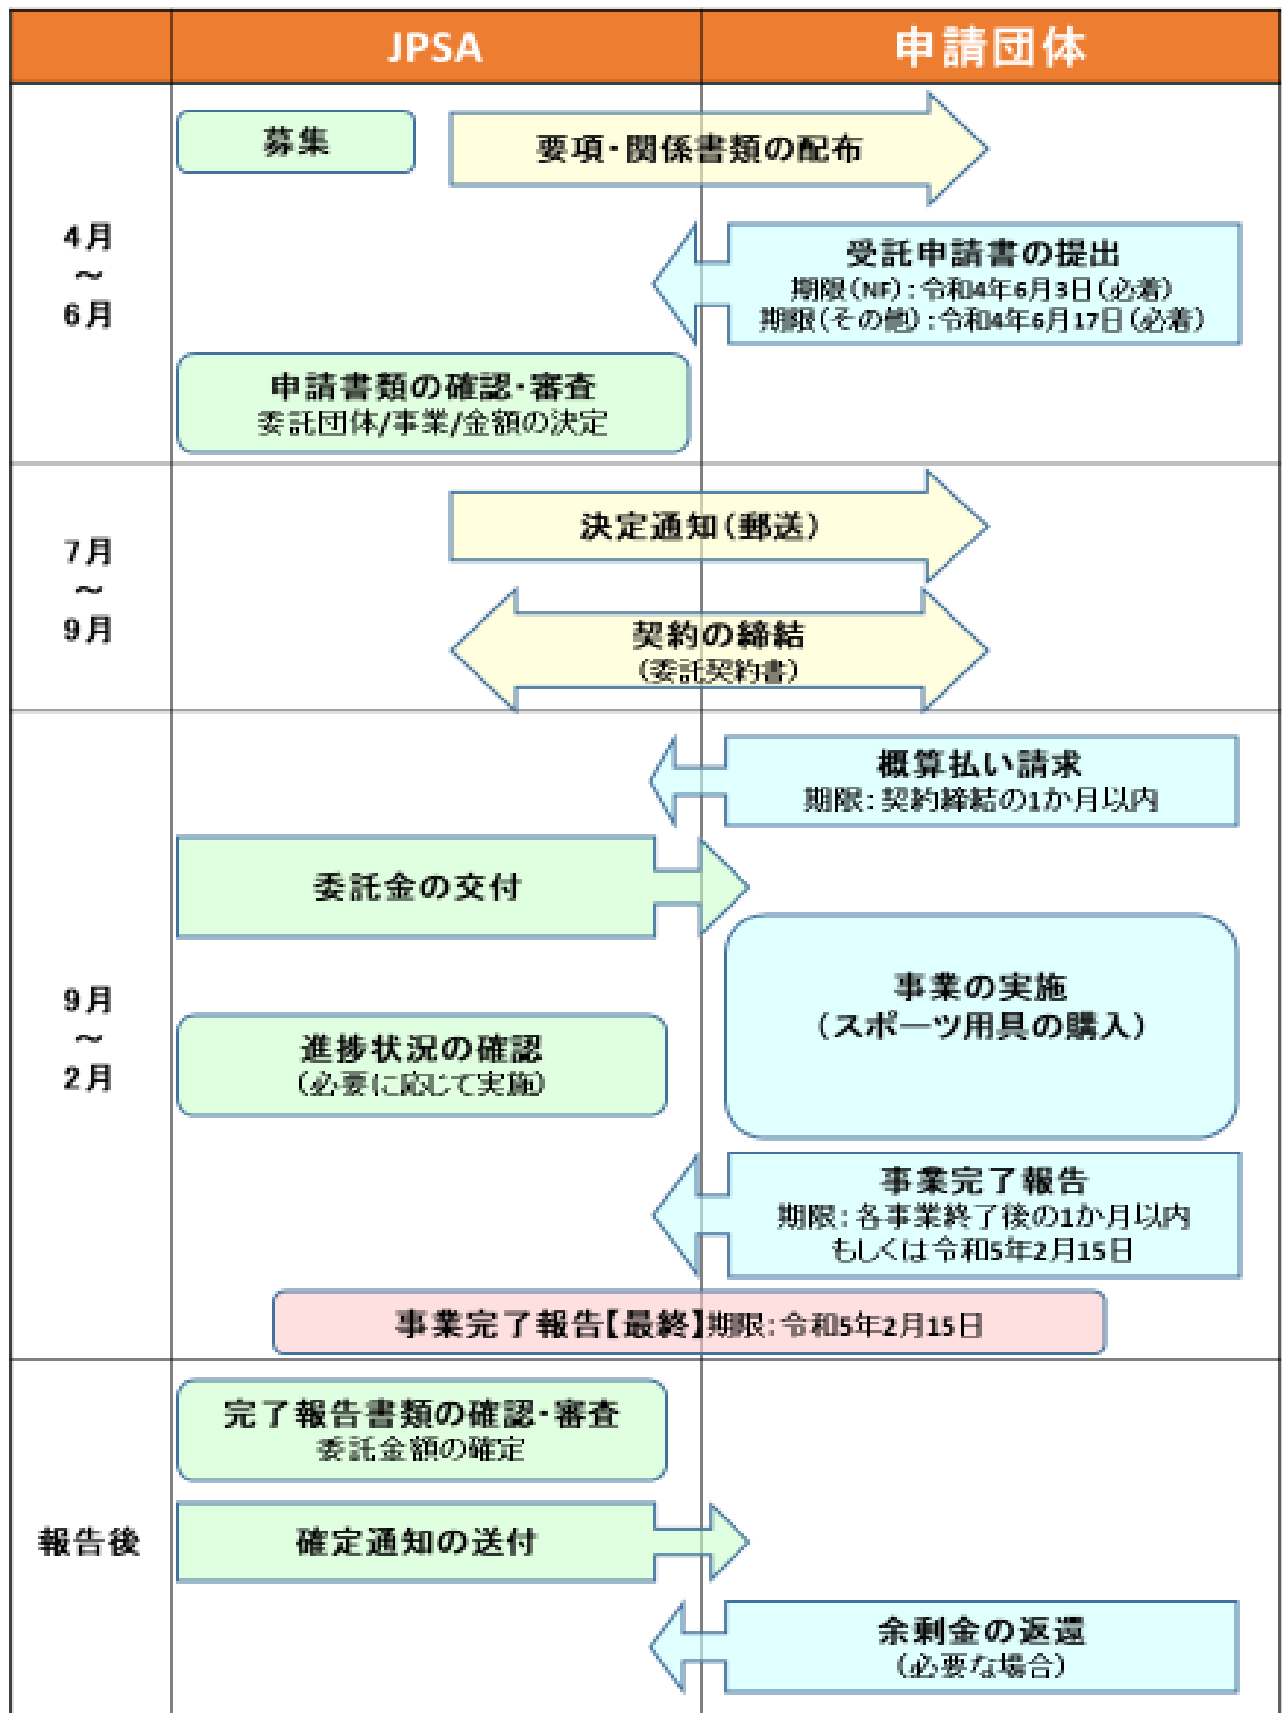 JPSA
申請団体
4月
～
6月
募集
要項・関係書類の配布
受託申請書の提出
期限(NF)：令和4年6月3日(必着)
期限(その他)：令和4年6月17日(必着)
申請書類の確認・審査
委託団体/事業/金額の決定
7月
～
9月
決定通知(郵送)
契約の締結
(委託契約書)
9月
～
2月
概算払い請求
期限：契約締結の1か月以内
委託金の交付
事業の実施
(スポーツ用具の購入)
進捗状況の確認
(必要に応じて実施)
事業完了報告
期限：各事業終了後の1か月以内
もしくは令和5年2月15日
事業完了報告【最終】期限：令和5年2月15日
報告後
完了報告書類の確認・審査
委託金額の確定
確定通知の送付
余剰金の返還
(必要な場合)